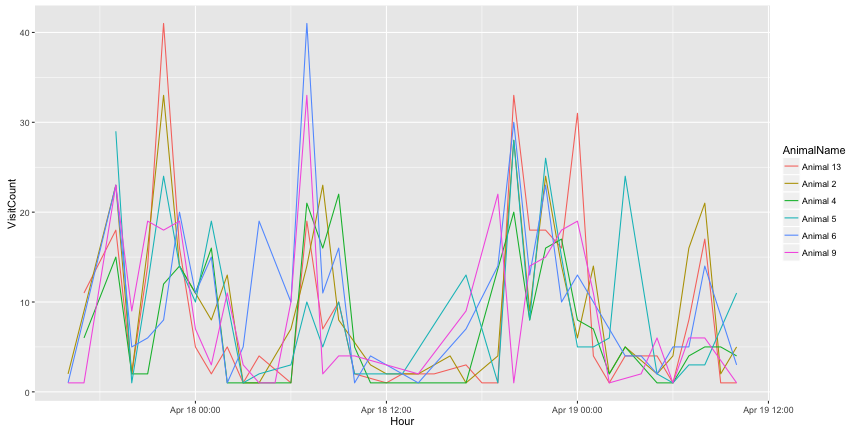 40
30
20
10
0
VisitCount
Apr 18 00:00
Apr 18 12:00
Apr 19 00:00
Apr 19 12:00
Hour
AnimalName
Animal 13
Animal 2
Animal 4
Animal 5
Animal 6
Animal 9